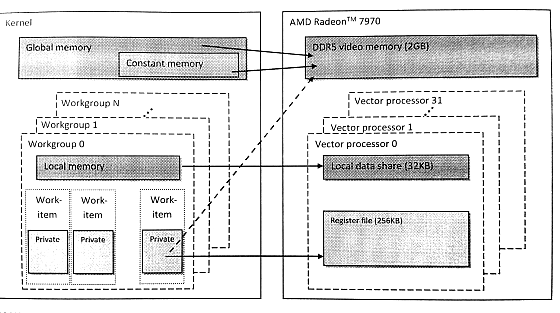 Kernel
Global memory
Constant memory
Workgroup N
Workgroup 1
Workgroup 0
Local memory
Work-
item
Work-
item
Work-
item
Private
Private
Private
AMD Radeon™ 7970
DDR5 video memory (2GB)
Vector processor 31
Vector processor 1
Vector processor 0
Local data share (32KB)
Register file (256KB)